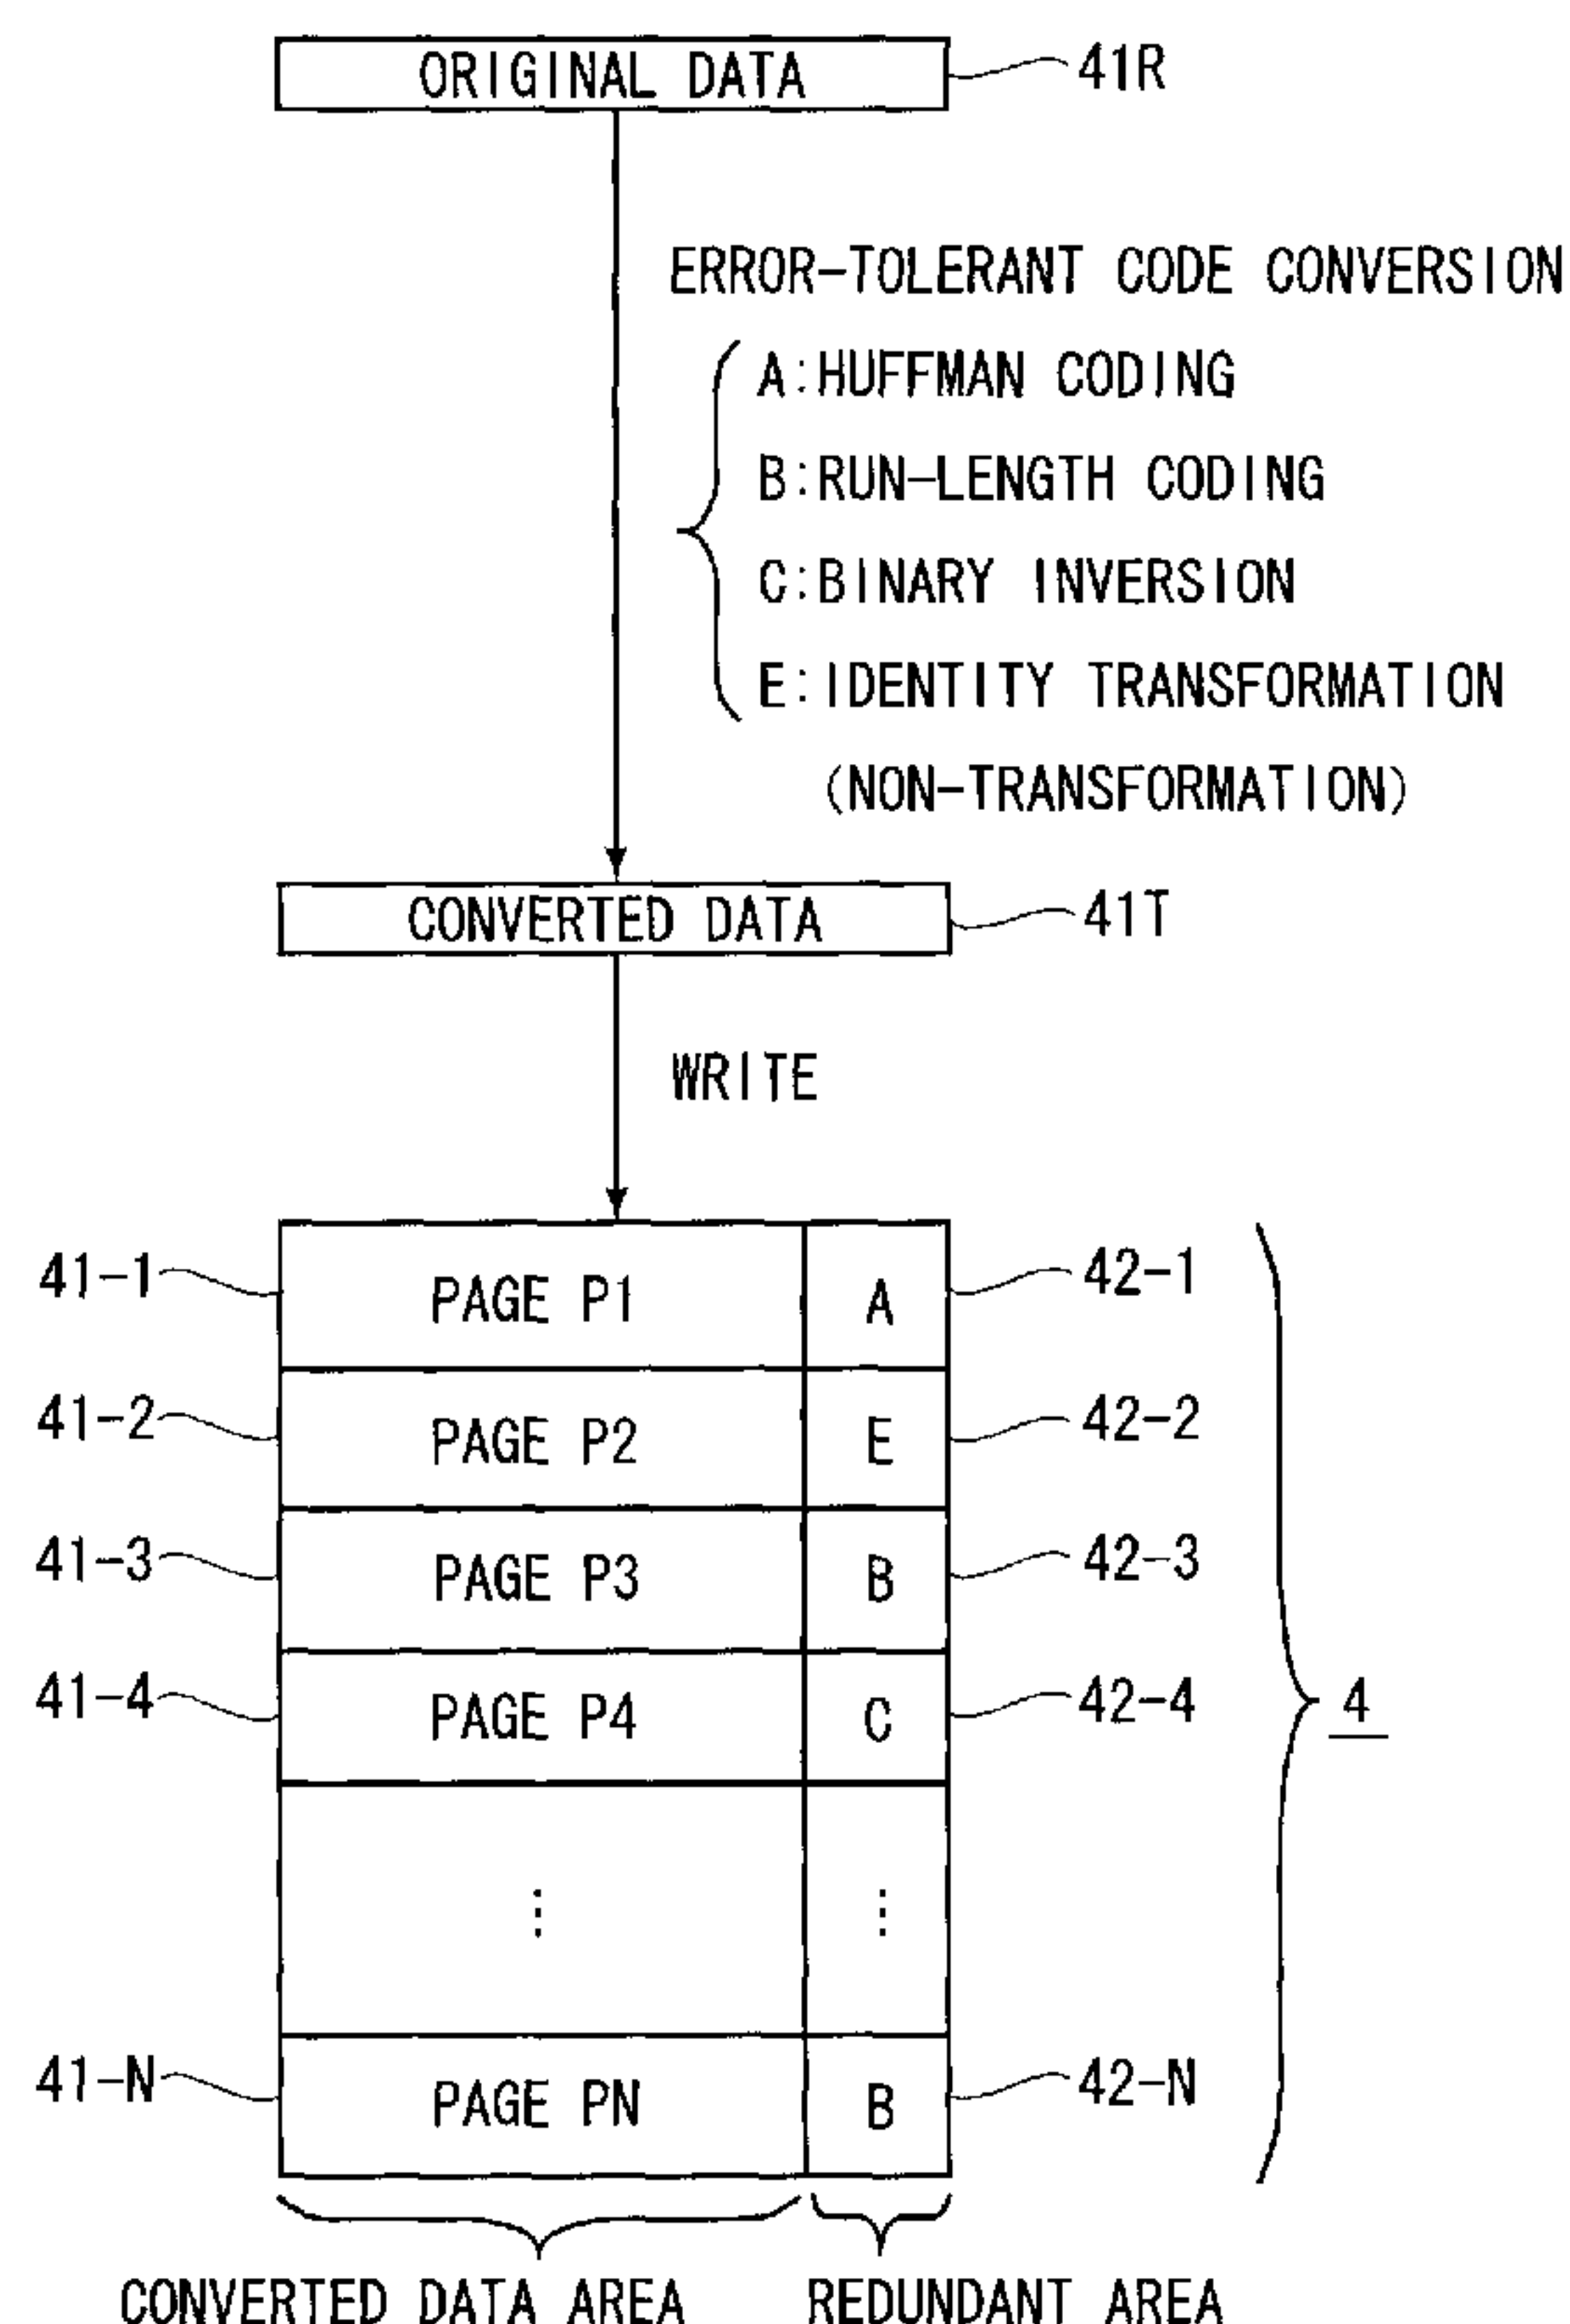 ORIGINAL DATA 41R
ERROR-TOLERANT CODE CONVERSION
A:HUFFMAN CODING
B:RUN-LENGTH CODING
C:BINARY INVERSION
E:IDENTITY TRANSFORMATION
(NON-TRANSFORMATION)
CONVERTED DATA 41T
WRITE
41-1 PAGE P1 A 42-1
41-2 PAGE P2 E 42-2
41-3 PAGE P3 B 42-3
41-4 PAGE P4 C 42-4
4
⋮ ⋮
41-N PAGE PN B 42-N
CONVERTED DATA AREA REDUNDANT AREA